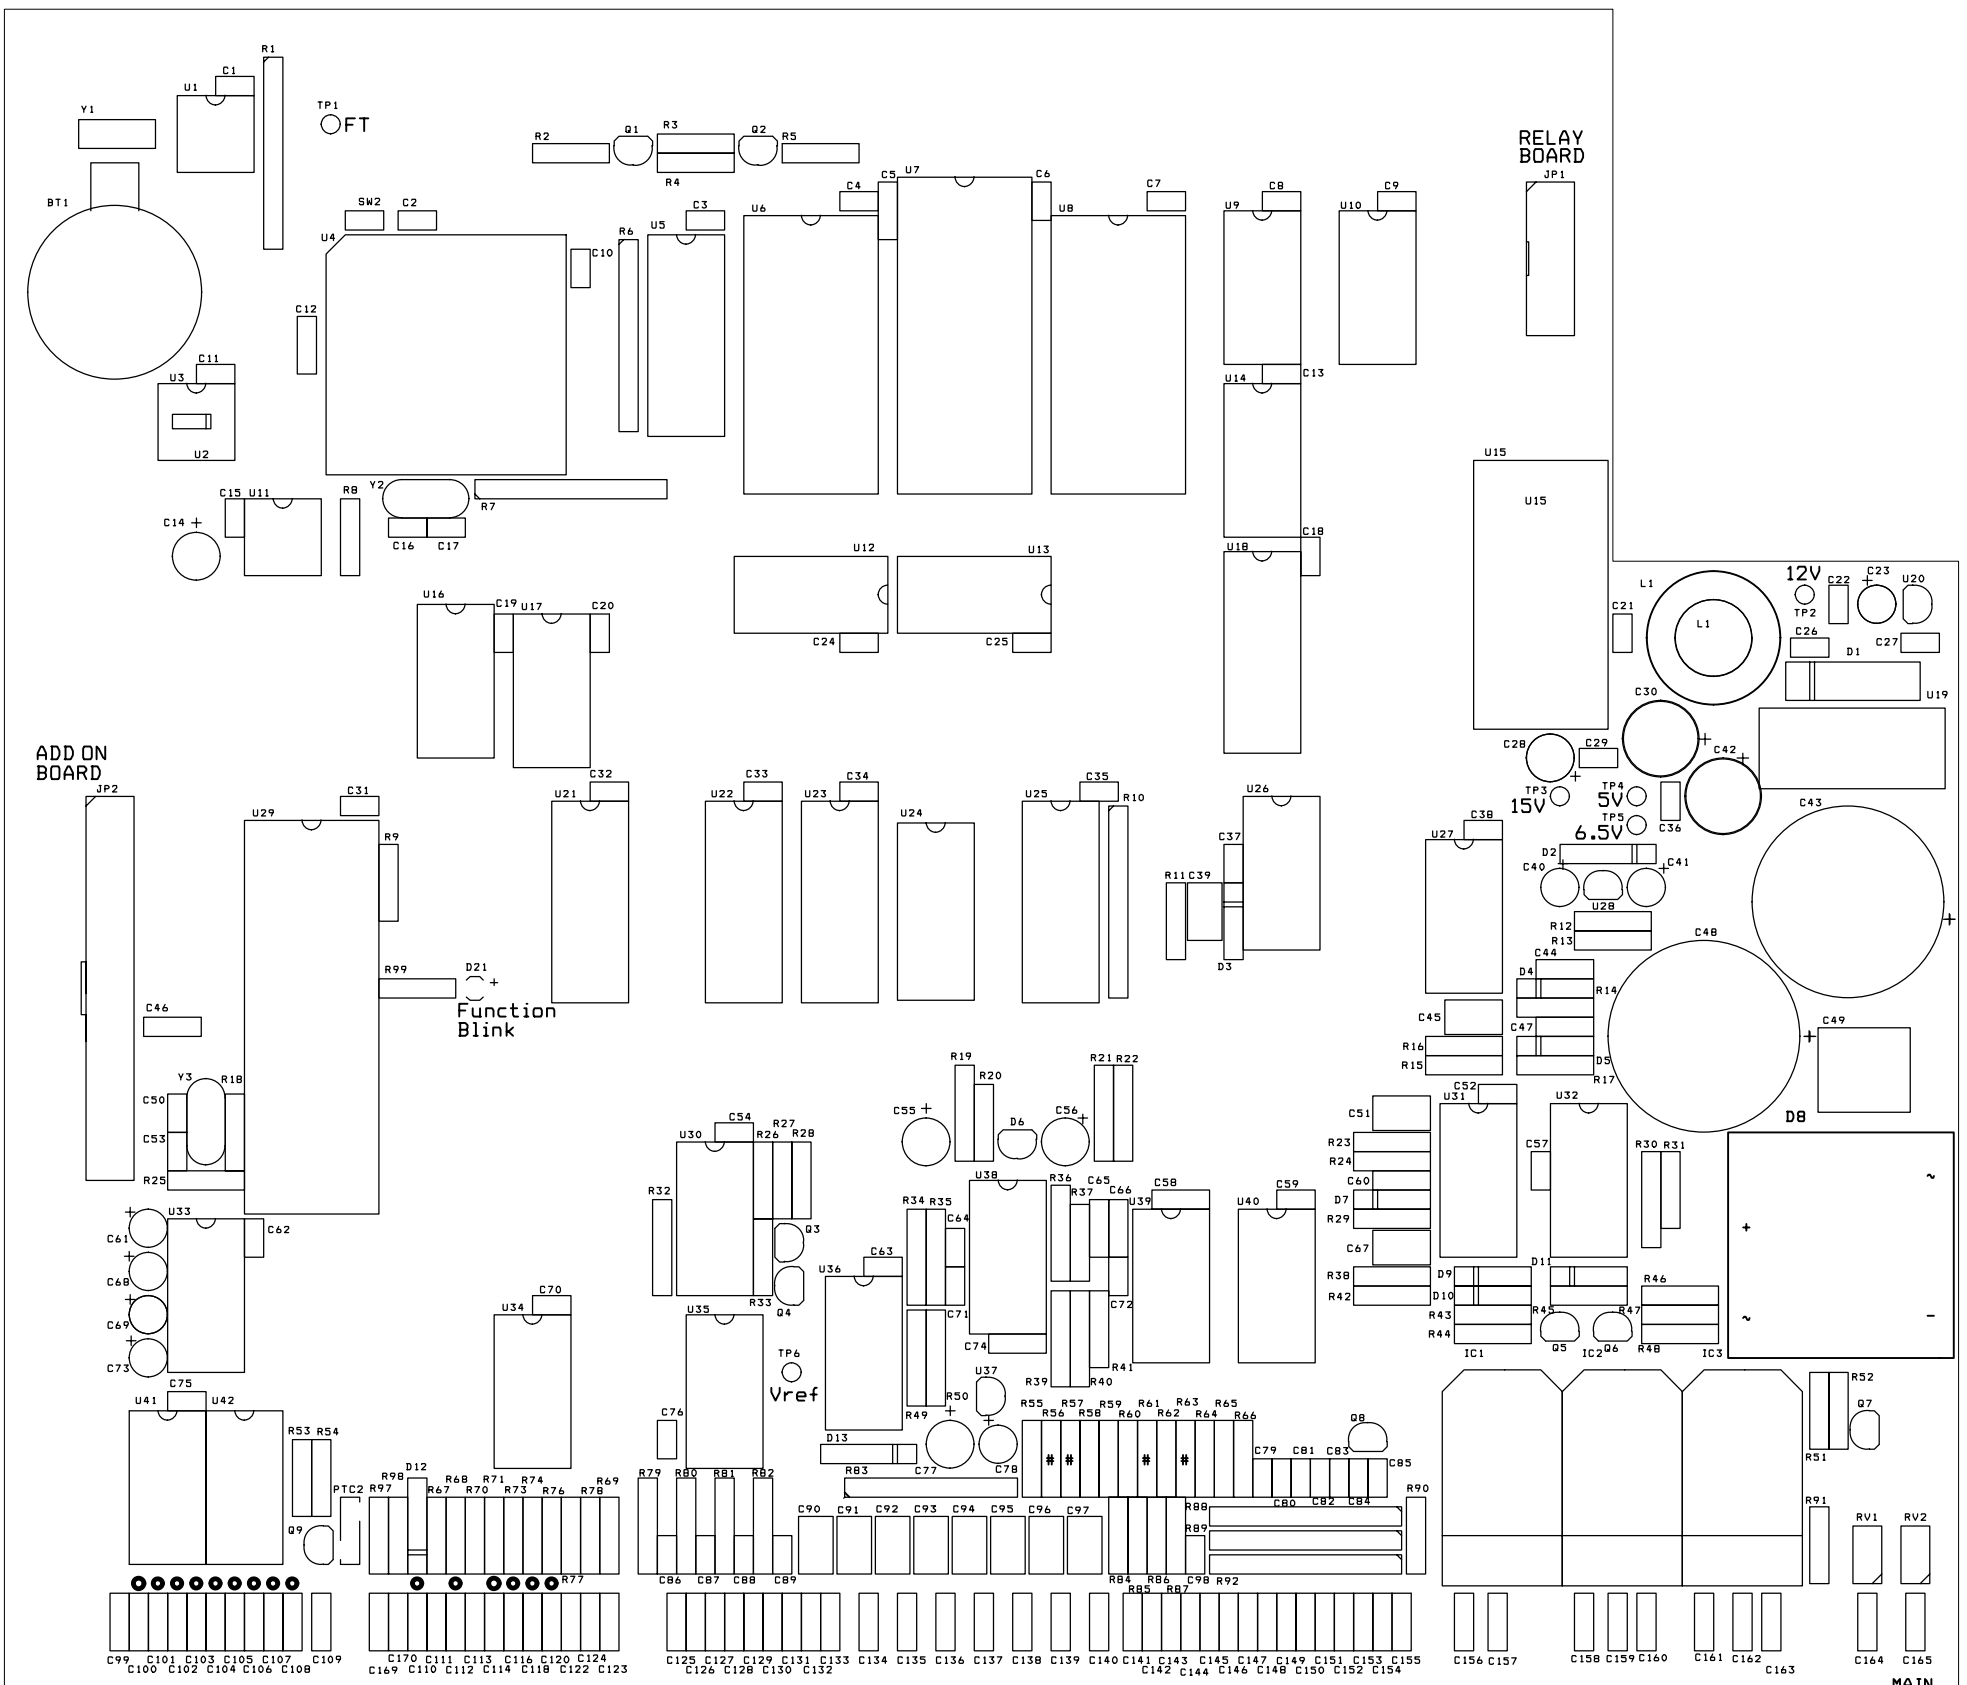 R1
C1
U1
Y1
TP1
FT
R2
Q1
R3
Q2
R5
R4
RELAY
BOARD
JP1
BT1
SW2
C2
C3
C4
C5
U7
C6
C7
C8
C9
U4
R6
U5
U6
U8
U9
U10
C10
C12
C11
U3
U2
C13
U14
C15
U11
R8
Y2
R7
C14
C16
C17
U15
U15
U12
U13
C18
U18
U16
C19
U17
C20
C24
C25
L1
L1
C21
12V
TP2
C22
C23
U20
C26
C27
D1
C30
U19
C28
C29
C42
TP3
15V
TP4
5V
TP5
6.5V
C36
C43
ADD ON
BOARD
JP2
C31
U29
R9
C32
U21
C33
U22
C34
U23
U24
C35
U25
R10
U26
C37
R11
C39
D3
C38
U27
D2
C40
C41
U28
R12
R13
C48
R99
D21
Function
Blink
C46
C44
D4
R14
C45
C47
R16
R15
D5
R17
C49
Y3
R18
C50
C53
R25
R19
R20
R21
R22
C55
D6
C56
C54
U30
R26
R27
R28
C52
U31
U32
C51
R23
R24
C57
R30
R31
D8
~
+
~
-
C61
U33
C62
C68
C69
C73
R32
Q3
R33
Q4
R34
R35
C64
U38
R36
R37
C65
C66
U39
C58
U40
C59
C60
D7
R29
C67
R38
R42
C63
U36
C71
C72
C74
R41
D9
D10
D11
R43
R44
R45
R46
R47
R48
Q5
Q6
IC1
IC2
IC3
C70
U34
U35
TP6
Vref
U37
R39
R40
R49
R50
C75
U41
U42
R53
R54
C76
D13
R83
C77
C78
R55
R56
R57
R58
R59
R60
R61
R62
R63
R64
R65
R66
# # # #
C79
C81
C83
C85
C80
C82
C84
Q8
R52
Q7
R51
PTC2
Q9
R97
R98
D12
R67
R68
R70
R71
R73
R74
R76
R78
R69
R77
R79
R80
R81
R82
C86
C87
C88
C89
C90
C91
C92
C93
C94
C95
C96
C97
R84
R85
R86
R87
C98
R88
R89
R92
R90
R91
RV1
RV2
C99
C100
C101
C102
C103
C104
C105
C106
C107
C108
C109
C169
C170
C110
C111
C112
C113
C114
C116
C118
C120
C122
C124
C123
C125
C126
C127
C128
C129
C130
C131
C132
C133
C134
C135
C136
C137
C138
C139
C140
C141
C142
C143
C144
C145
C146
C147
C148
C149
C150
C151
C152
C153
C154
C155
C156
C157
C158
C159
C160
C161
C162
C163
C164
C165
MAIN